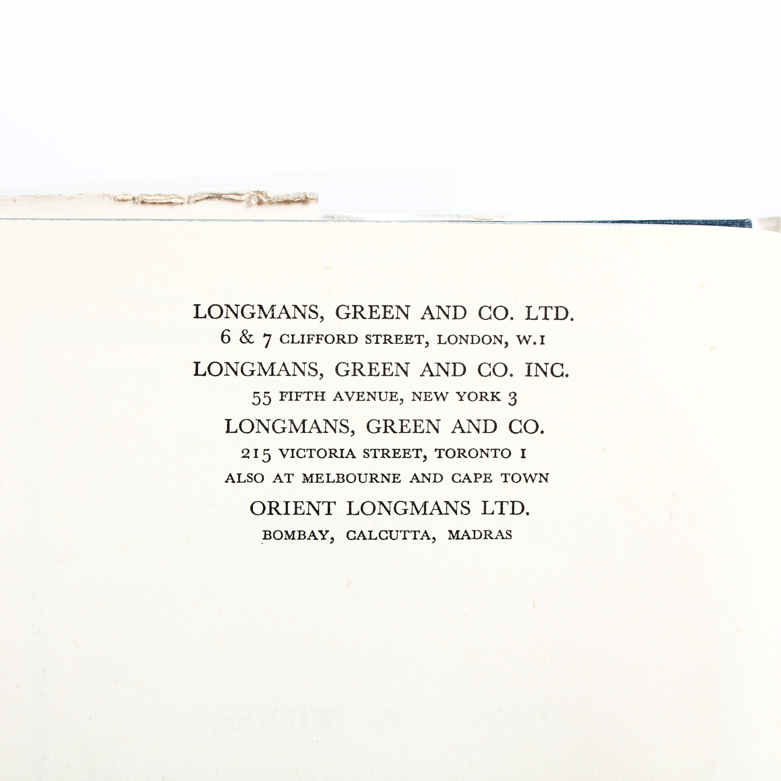 LONGMANS, GREEN AND CO. LTD.
6 & 7 CLIFFORD STREET, LONDON, W.1
LONGMANS, GREEN AND CO. INC.
55 FIFTH AVENUE, NEW YORK 3
LONGMANS, GREEN AND CO.
215 VICTORIA STREET, TORONTO 1
ALSO AT MELBOURNE AND CAPE TOWN
ORIENT LONGMANS LTD.
BOMBAY, CALCUTTA, MADRAS